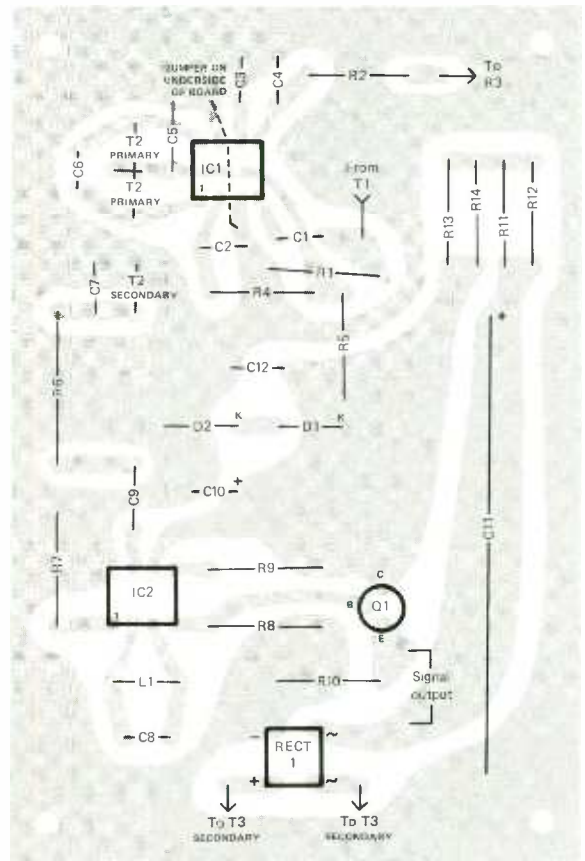 JUMPER ON
UNDERSIDE
OF BOARD
C3
C4
R2
To
R3
C5
T2
PRIMARY
C6
T2
PRIMARY
IC1
1
From
T1
R13
R14
R11
R12
C2
C1
R1
C7
T2
SECONDARY
R4
+
R5
R6
C12
D2
K
D1
K
C10
+
C9
C11
R7
IC2
1
R9
R8
C
B
Q1
E
L1
R10
Signal
output
C8
-
~
RECT
1
+
~
To T3
SECONDARY
To T3
SECONDARY